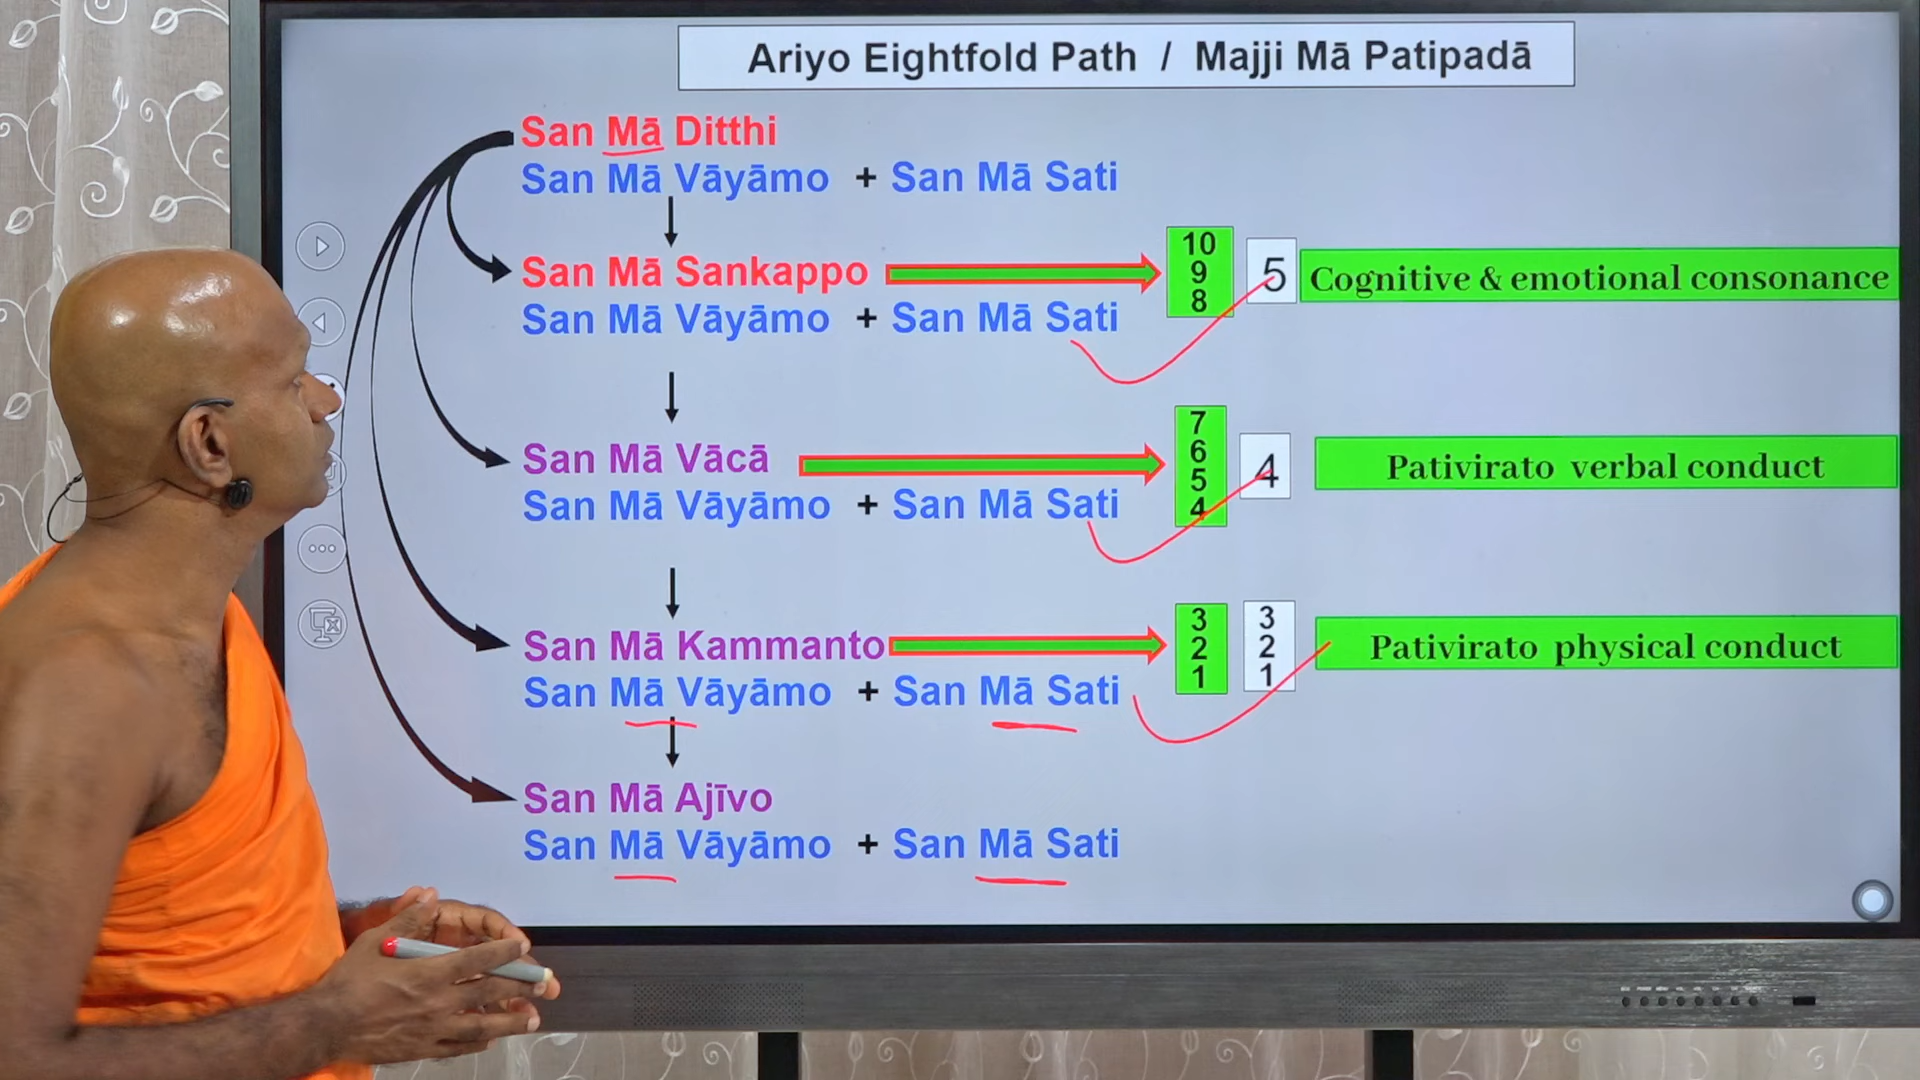 Ariyo Eightfold Path / Majji Mā Patipadā
San Mā Ditthi
San Mā Vāyāmo + San Mā Sati
San Mā Sankappo
10
9
8
5
Cognitive & emotional consonance
San Mā Vāyāmo + San Mā Sati
San Mā Vācā
7
6
5
4
4
Pativirato verbal conduct
San Mā Vāyāmo + San Mā Sati
San Mā Kammanto
3
2
1
3
2
1
Pativirato physical conduct
San Mā Vāyāmo + San Mā Sati
San Mā Ajīvo
San Mā Vāyāmo + San Mā Sati